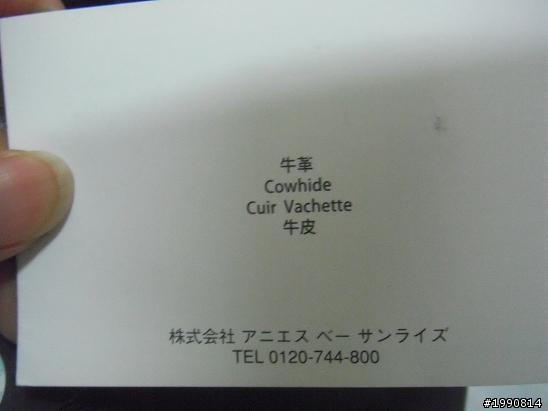 牛革
Cowhide
Cuir Vachette
牛皮
株式会社 アニエス ベー サンライズ
TEL 0120-744-800
#1990814